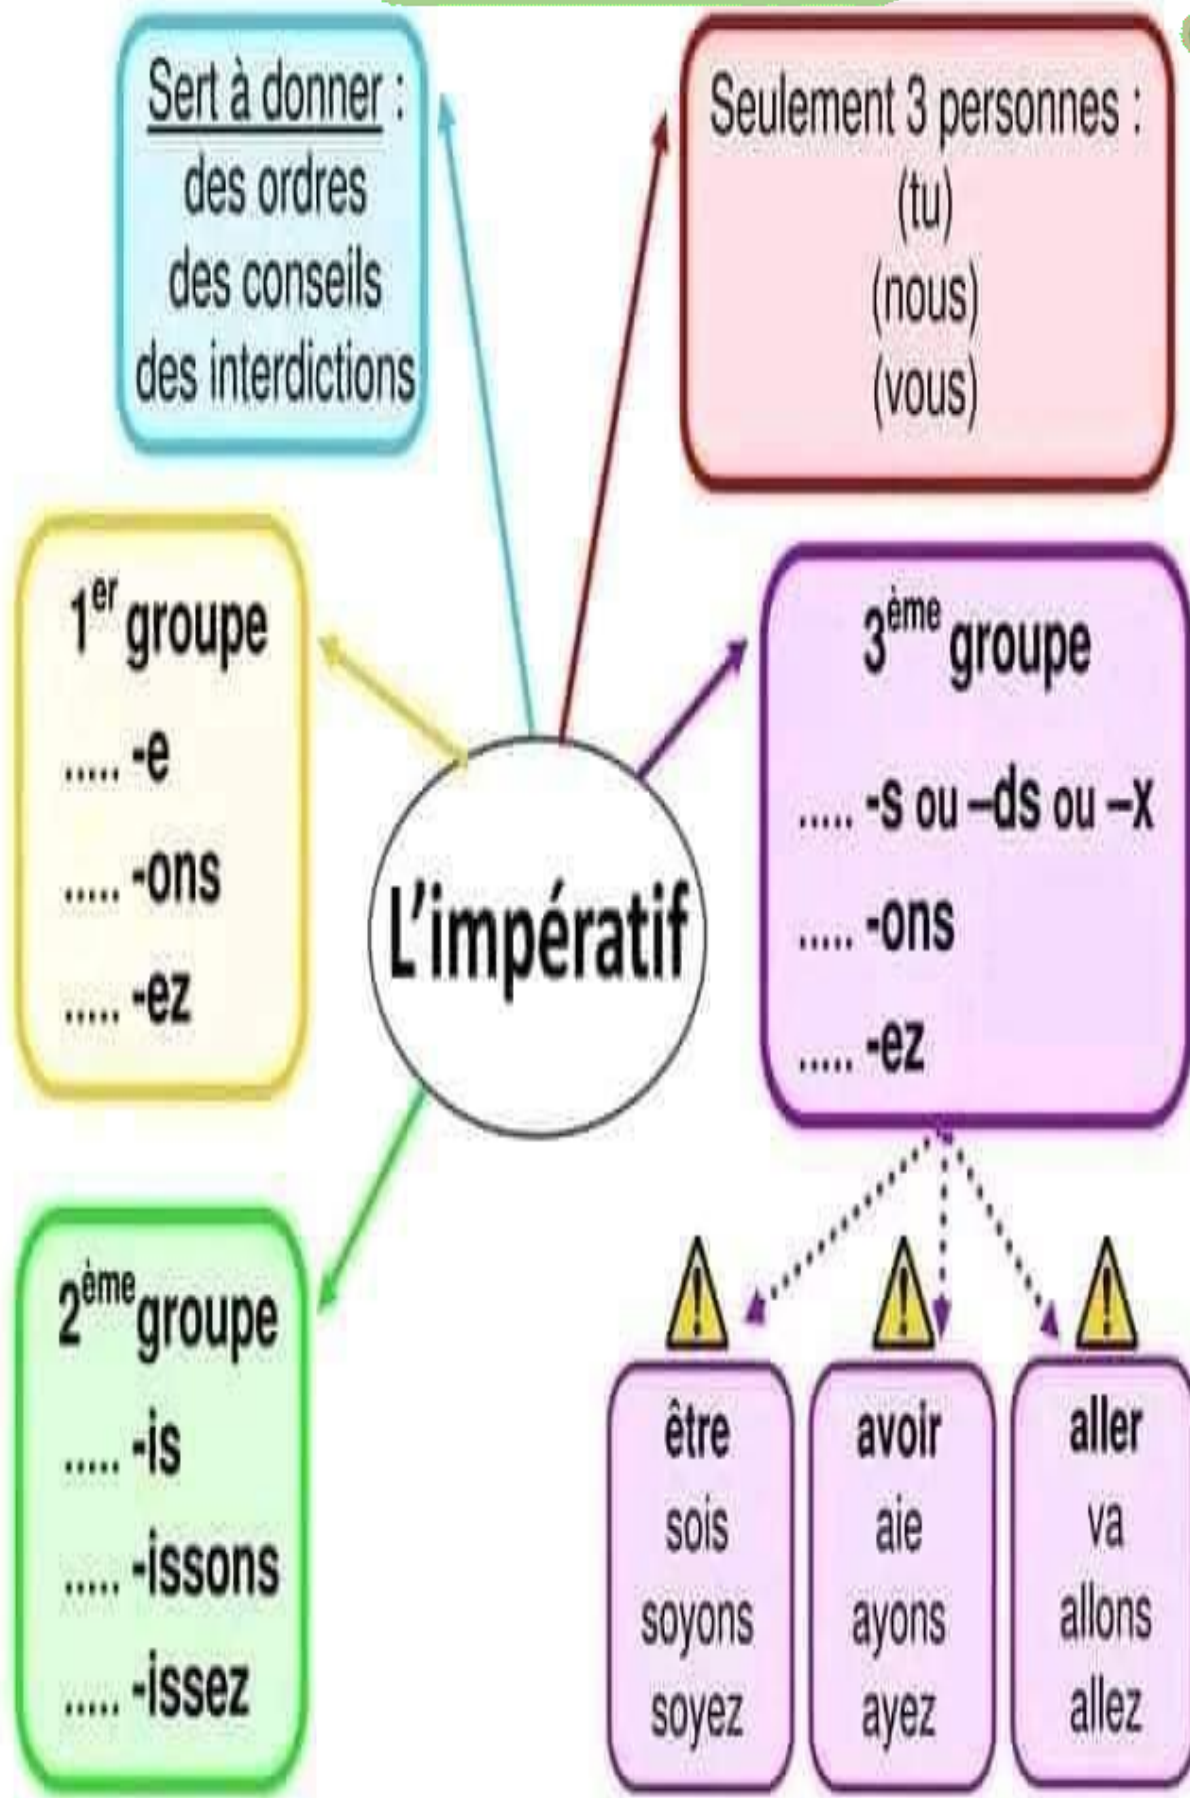 Sert à donner :
des ordres
des conseils
des interdictions
Seulement 3 personnes :
(tu)
(nous)
(vous)
1er groupe
..... -e
..... -ons
..... -ez
3ème groupe
..... -s ou –ds ou –x
..... -ons
..... -ez
L'impératif
2ème groupe
..... -is
..... -issons
..... -issez
être
sois
soyons
soyez
avoir
aie
ayons
ayez
aller
va
allons
allez